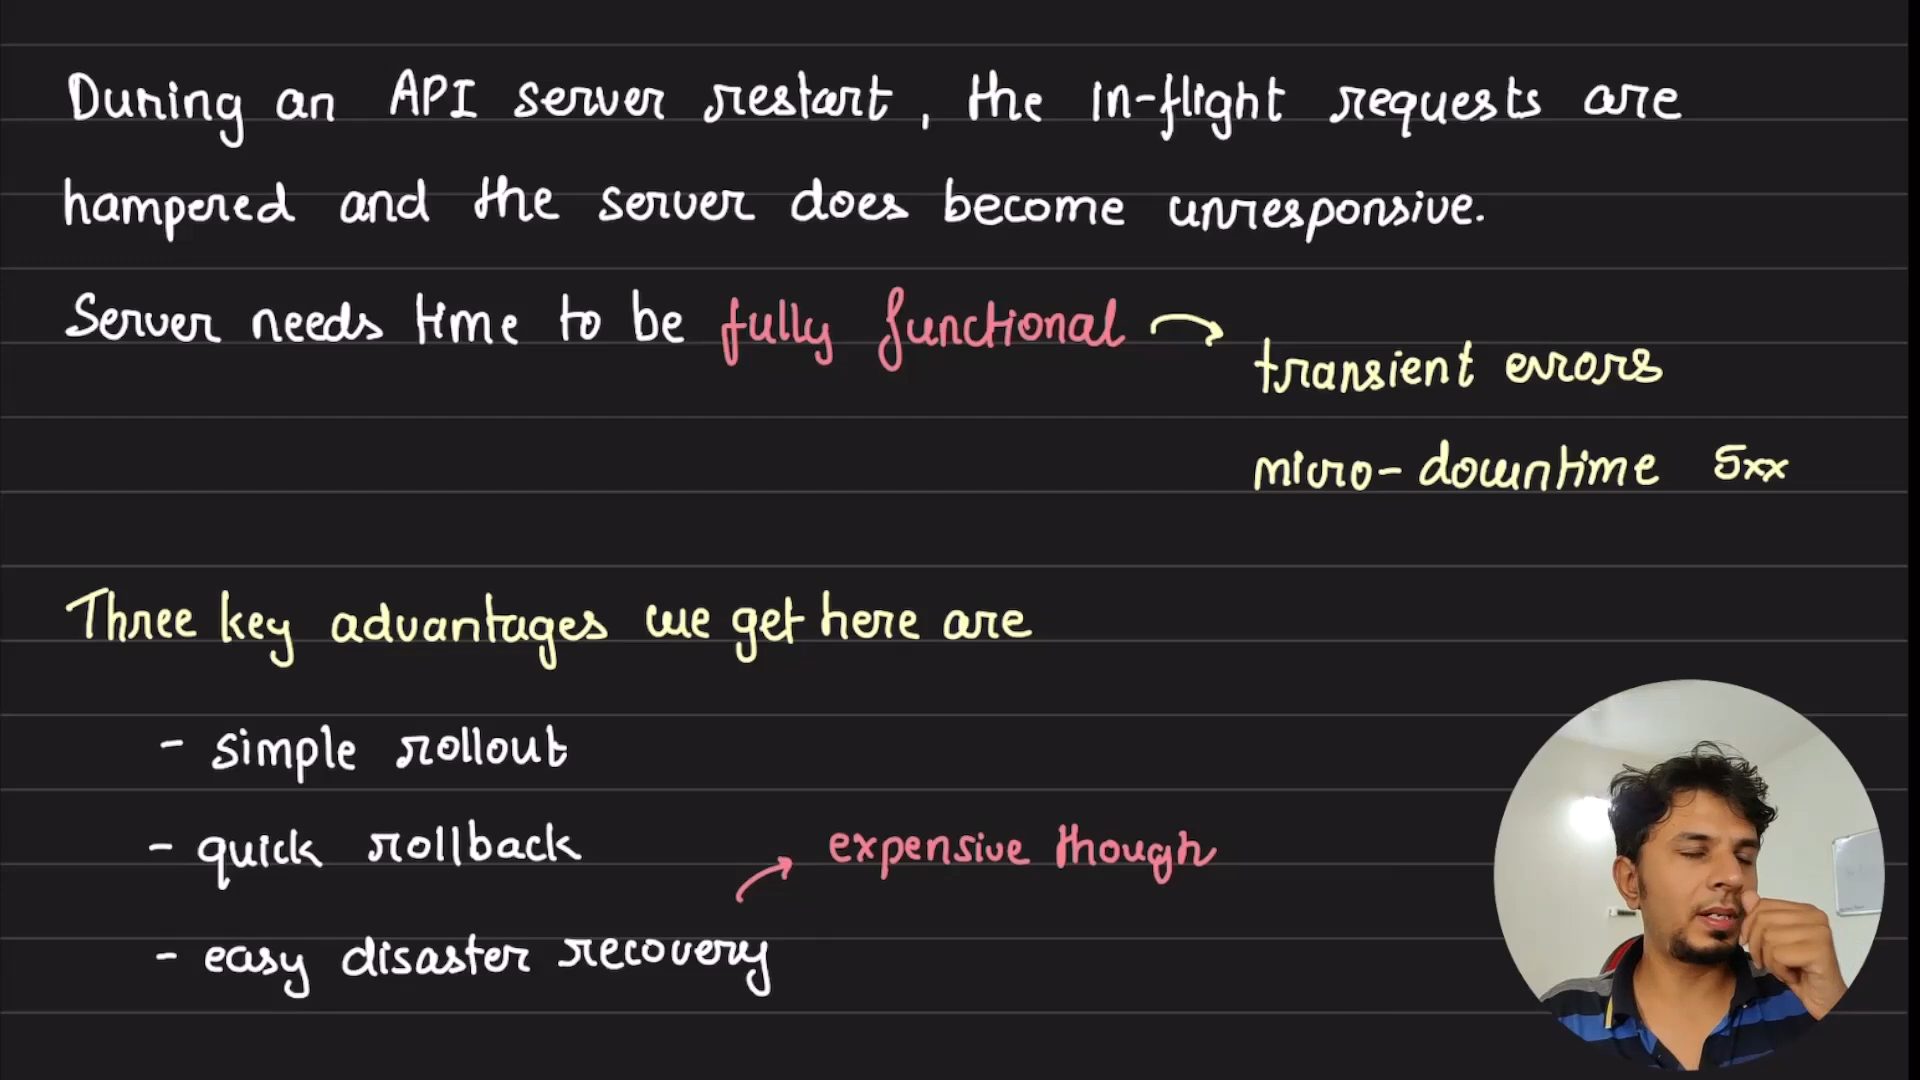 During an API server restart, the in-flight requests are
hampered and the server does become unresponsive.
Server needs time to be fully functional
transient errors
micro-downtime 5xx
Three key advantages we get here are
- simple rollout
- quick rollback
expensive though
- easy disaster recovery